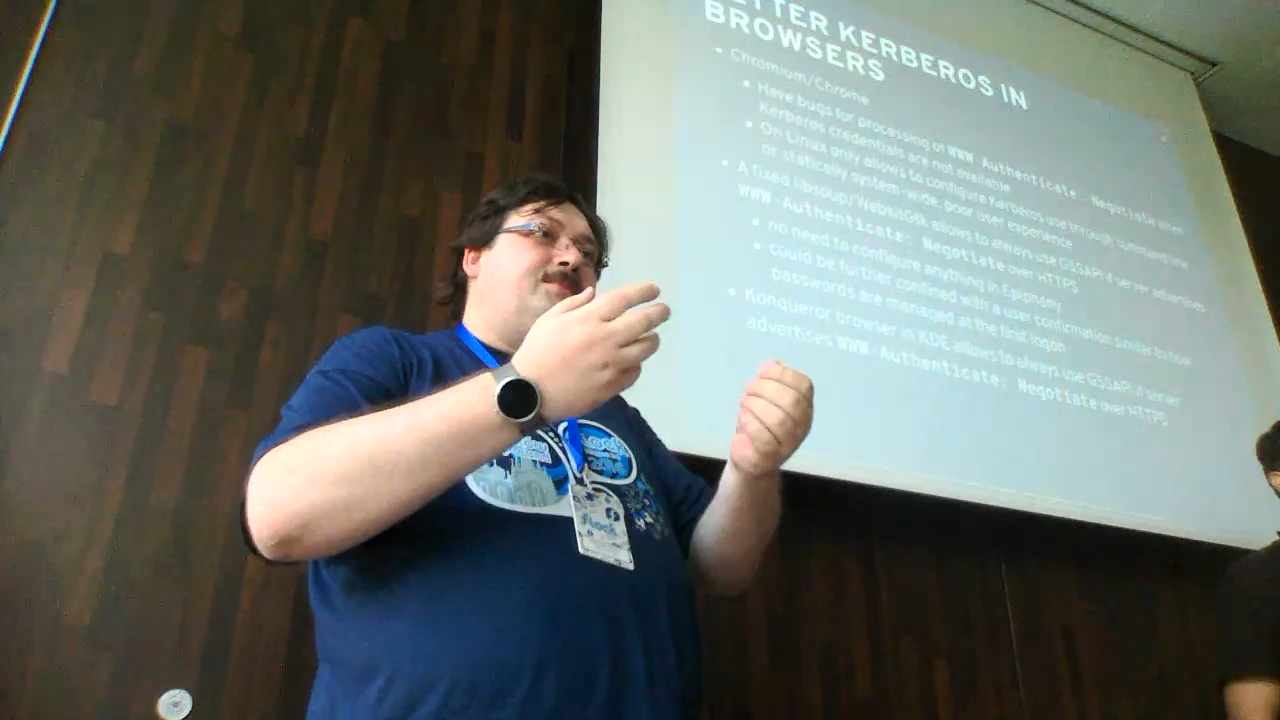 ETTER KERBEROS IN
BROWSERS
• Chromium/Chrome
• Have bugs for processing of WWW-Authenticate: Negotiate when
Kerberos credentials are not available
• On Linux only allows to configure Kerberos use through command line
or statically system-wide, poor user experience
• A fixed libsoup/WebkitGtk allows to always use GSSAPI if server advertises
WWW-Authenticate: Negotiate over HTTPS
• no need to configure anything in Epiphany
• could be further confined with a user confirmation similar to how
passwords are managed at the first logon
• Konqueror browser in KDE allows to always use GSSAPI if server
advertises WWW-Authenticate: Negotiate over HTTPS
flock